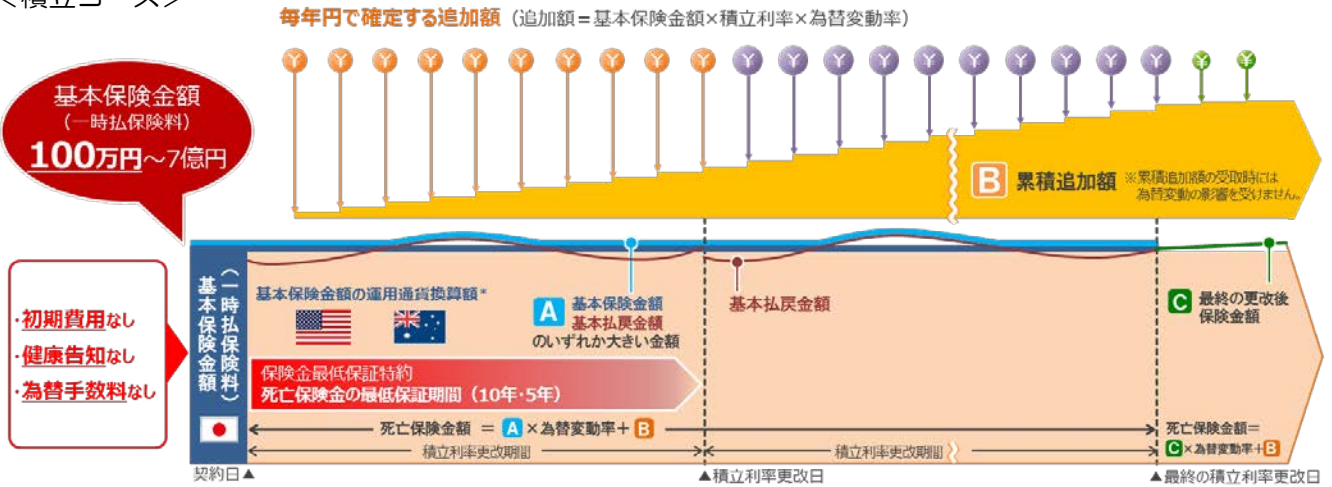 ＜積立コース＞
毎年円で確定する追加額（追加額＝基本保険金額×積立利率×為替変動率）
¥ ¥ ¥ ¥ ¥ ¥ ¥ ¥ ¥ ¥ ¥ ¥ ¥ ¥ ¥ ¥ ¥ ¥ ¥ ¥ ¥ ¥
基本保険金額
（一時払保険料）
100万円～7億円
B 累積追加額 ※累積追加額の受取時には
為替変動の影響を受けません。
・初期費用なし
・健康告知なし
・為替手数料なし
（一時払保険料）
基本保険金額
基本保険金額の運用通貨換算額*
A 基本保険金額
基本払戻金額
のいずれか大きい金額
基本払戻金額
C 最終の更改後
保険金額
保険金最低保証特約
死亡保険金の最低保証期間（10年・5年）
死亡保険金額 ＝ A×為替変動率＋B
死亡保険金額＝
C×為替変動率＋B
積立利率更改期間
積立利率更改期間
契約日▲
▲積立利率更改日
▲最終の積立利率更改日